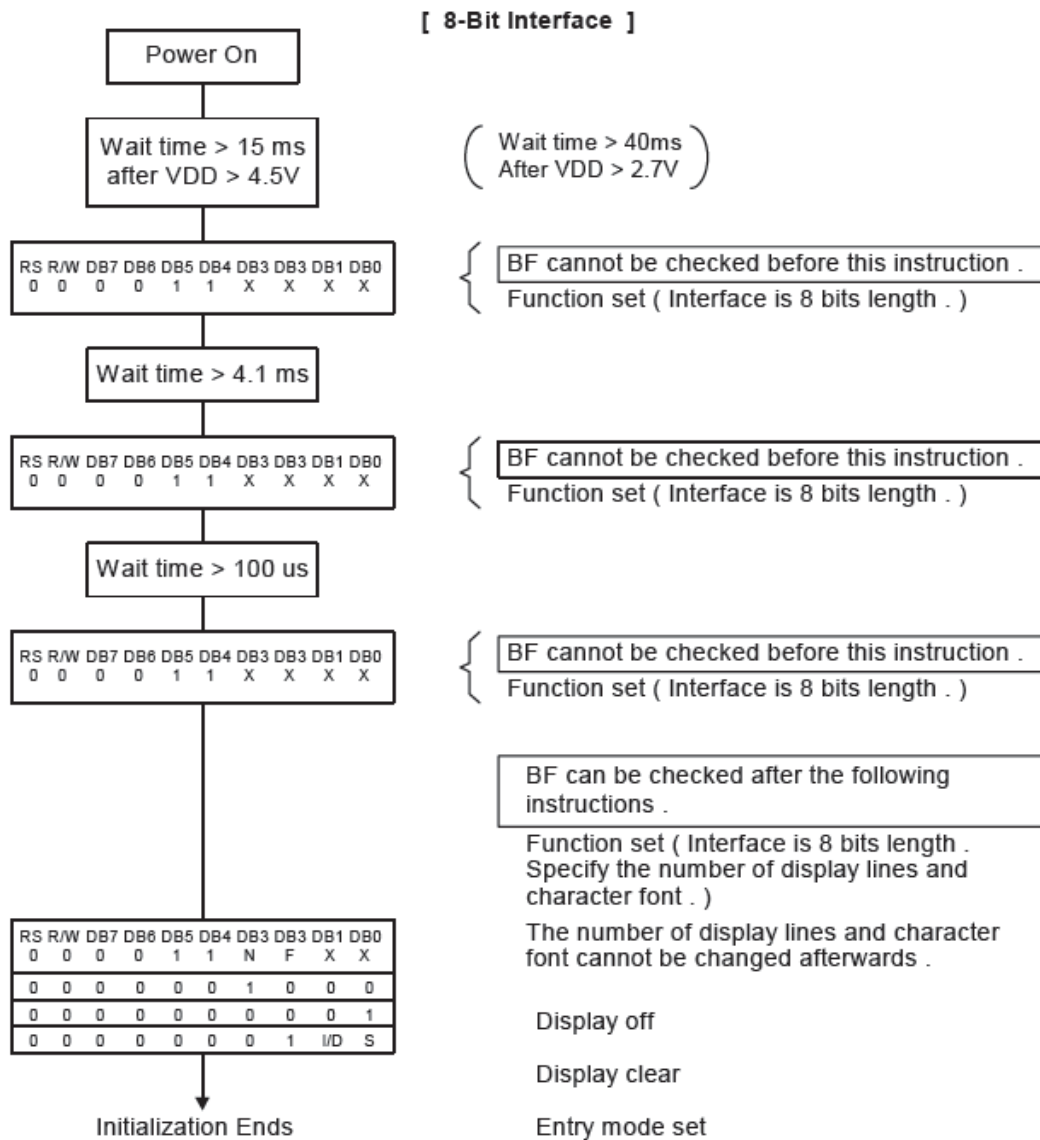 [ 8-Bit Interface ]
Power On
Wait time > 15 ms
after VDD > 4.5V
Wait time > 40ms
After VDD > 2.7V
RS R/W DB7 DB6 DB5 DB4 DB3 DB3 DB1 DB0
0 0 0 0 1 1 X X X X
BF cannot be checked before this instruction .
Function set ( Interface is 8 bits length . )
Wait time > 4.1 ms
RS R/W DB7 DB6 DB5 DB4 DB3 DB3 DB1 DB0
0 0 0 0 1 1 X X X X
BF cannot be checked before this instruction .
Function set ( Interface is 8 bits length . )
Wait time > 100 us
RS R/W DB7 DB6 DB5 DB4 DB3 DB3 DB1 DB0
0 0 0 0 1 1 X X X X
BF cannot be checked before this instruction .
Function set ( Interface is 8 bits length . )
BF can be checked after the following
instructions .
Function set ( Interface is 8 bits length .
Specify the number of display lines and
character font . )
RS R/W DB7 DB6 DB5 DB4 DB3 DB3 DB1 DB0
0 0 0 0 1 1 N F X X
0 0 0 0 0 0 1 0 0 0
0 0 0 0 0 0 0 0 0 1
0 0 0 0 0 0 0 1 I/D S
The number of display lines and character
font cannot be changed afterwards .
Display off
Display clear
Initialization Ends
Entry mode set